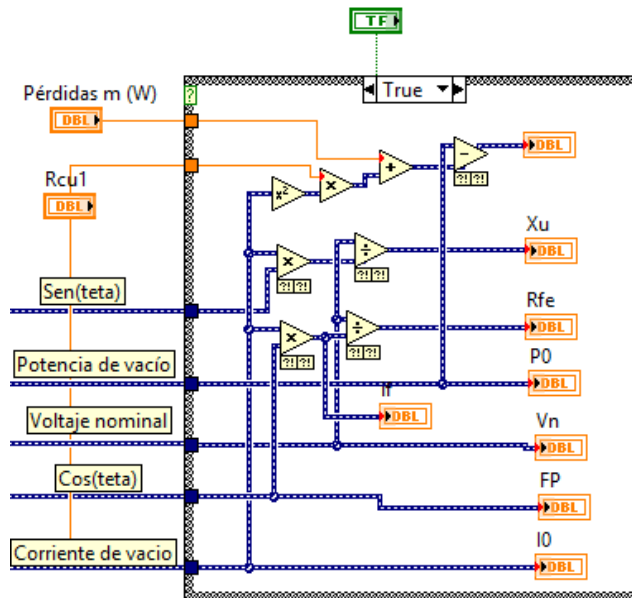 TF
True
?
Pérdidas m (W)
DBL
Rcu1
DBL
x²
×
+
-
?! ?!
DBL
Xu
×
?! ?!
÷
?! ?!
DBL
Sen(teta)
Rfe
×
?! ?!
÷
?! ?!
DBL
Potencia de vacío
P0
DBL
If
DBL
Voltaje nominal
Vn
DBL
Cos(teta)
FP
DBL
Corriente de vacio
I0
DBL